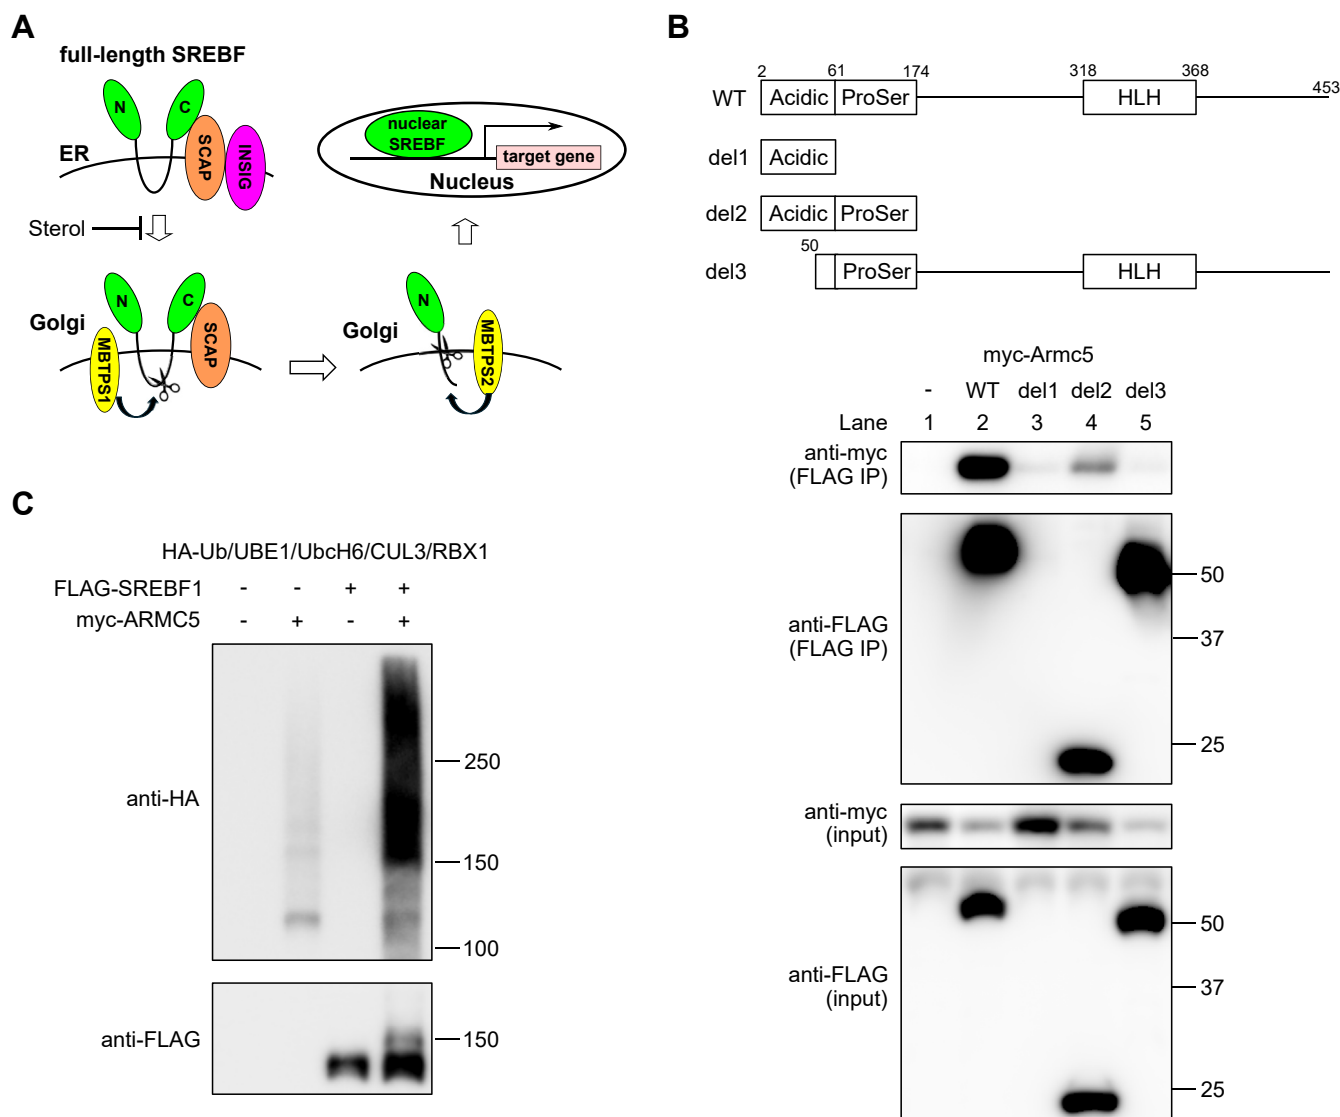 A
full-length SREBF
N
C
SCAP
INSIG
ER
Sterol
Golgi
N
C
MBTPS1
SCAP
Golgi
N
MBTPS2
nuclear
SREBF
target gene
Nucleus
B
2 61 174 318 368 453
WT Acidic ProSer HLH
del1 Acidic
del2 Acidic ProSer
50
del3 ProSer HLH
myc-Armc5
- WT del1 del2 del3
Lane 1 2 3 4 5
anti-myc
(FLAG IP)
anti-FLAG
(FLAG IP)
50
37
25
anti-myc
(input)
anti-FLAG
(input)
50
37
25
C
HA-Ub/UBE1/UbcH6/CUL3/RBX1
FLAG-SREBF1 - - + +
myc-ARMC5 - + - +
anti-HA
250
150
100
anti-FLAG
150